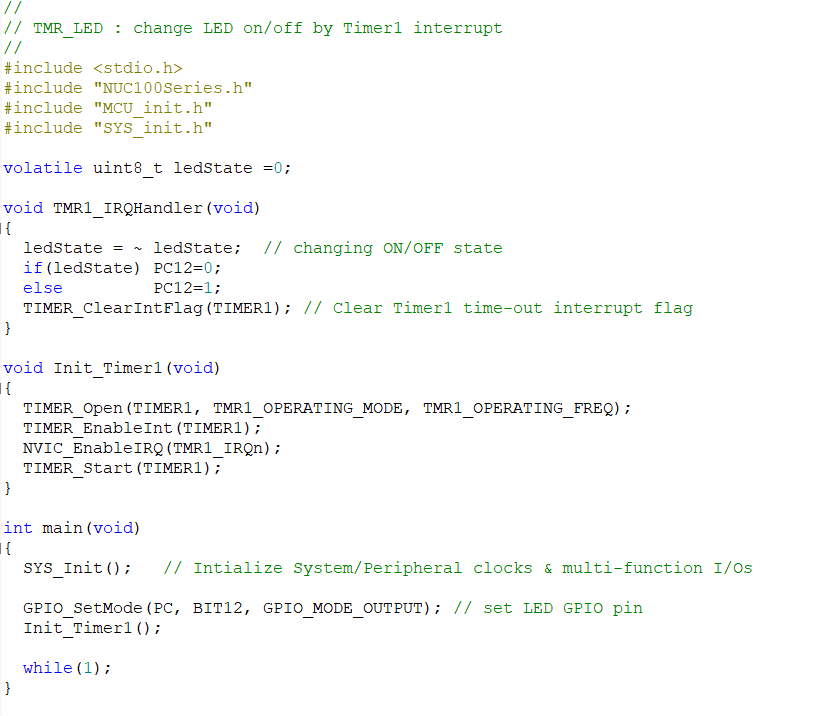 //
// TMR_LED : change LED on/off by Timer1 interrupt
//
#include <stdio.h>
#include "NUC100Series.h"
#include "MCU_init.h"
#include "SYS_init.h"

volatile uint8_t ledState =0;

void TMR1_IRQHandler(void)
{
  ledState = ~ ledState;  // changing ON/OFF state
  if(ledState) PC12=0;
  else         PC12=1;
  TIMER_ClearIntFlag(TIMER1); // Clear Timer1 time-out interrupt flag
}

void Init_Timer1(void)
{
  TIMER_Open(TIMER1, TMR1_OPERATING_MODE, TMR1_OPERATING_FREQ);
  TIMER_EnableInt(TIMER1);
  NVIC_EnableIRQ(TMR1_IRQn);
  TIMER_Start(TIMER1);
}

int main(void)
{
  SYS_Init();   // Intialize System/Peripheral clocks & multi-function I/Os

  GPIO_SetMode(PC, BIT12, GPIO_MODE_OUTPUT); // set LED GPIO pin
  Init_Timer1();

  while(1);
}